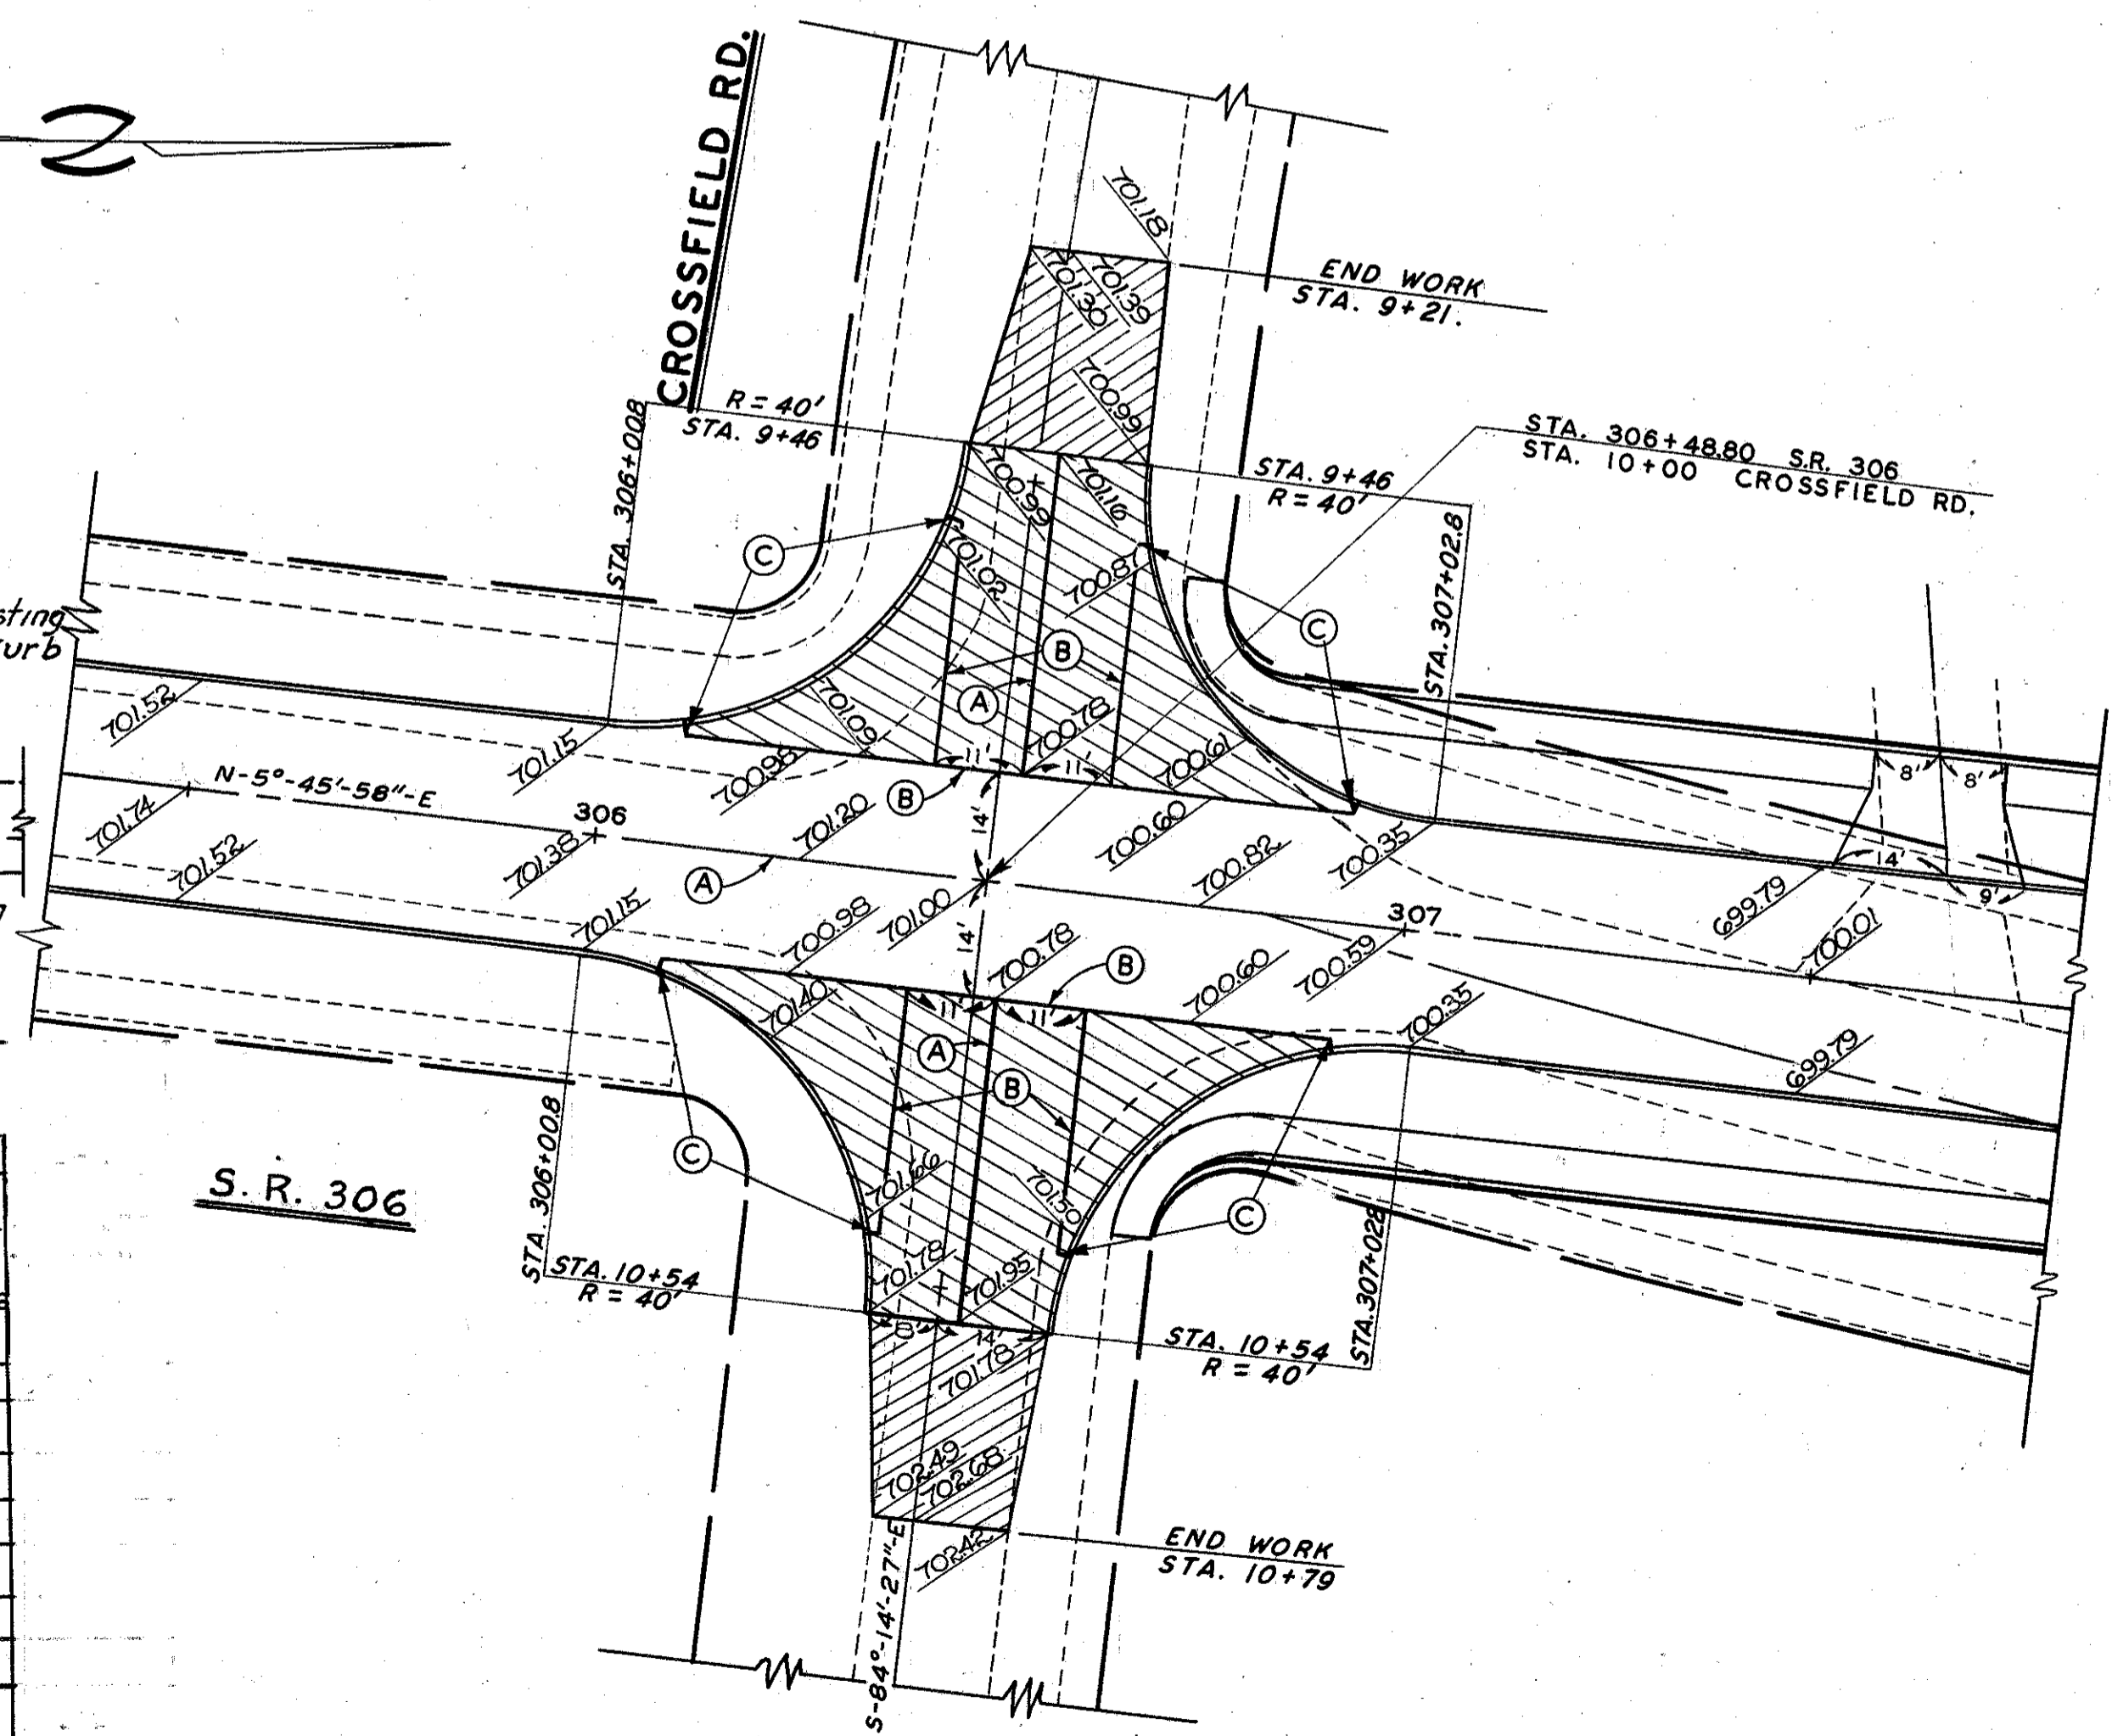 CROSSFIELD RD.
701.18
701.39
701.30
END WORK
STA. 9+21.
R = 40'
STA. 9+46
700.99
STA. 306+00.8
STA. 306+48.80 S.R. 306
STA. 10+00 CROSSFIELD RD.
STA. 9+46
R = 40'
700.99
701.16
STA. 307+02.8
C
701.02
700.87
C
sting
urb
B
A
701.52
701.09
700.78
701.15
700.98
11'
11'
700.61
8'
8'
N-5°-45'-58"-E
B
701.74
306
701.20
14'
700.60
701.52
701.38
A
700.82
700.35
14'
9'
701.15
700.98
701.00
307
699.79
700.01
14'
700.78
B
700.60
700.59
701.40
11'
11'
700.35
A
699.79
B
STA. 306+00.8
C
701.66
701.50
S. R. 306
C
STA. 307+028
STA. 10+54
R = 40'
701.78
701.95
8'
14'
701.78
STA. 10+54
R = 40'
702.49
702.68
702.42
END WORK
STA. 10+79
S-84°-14'-27"-E